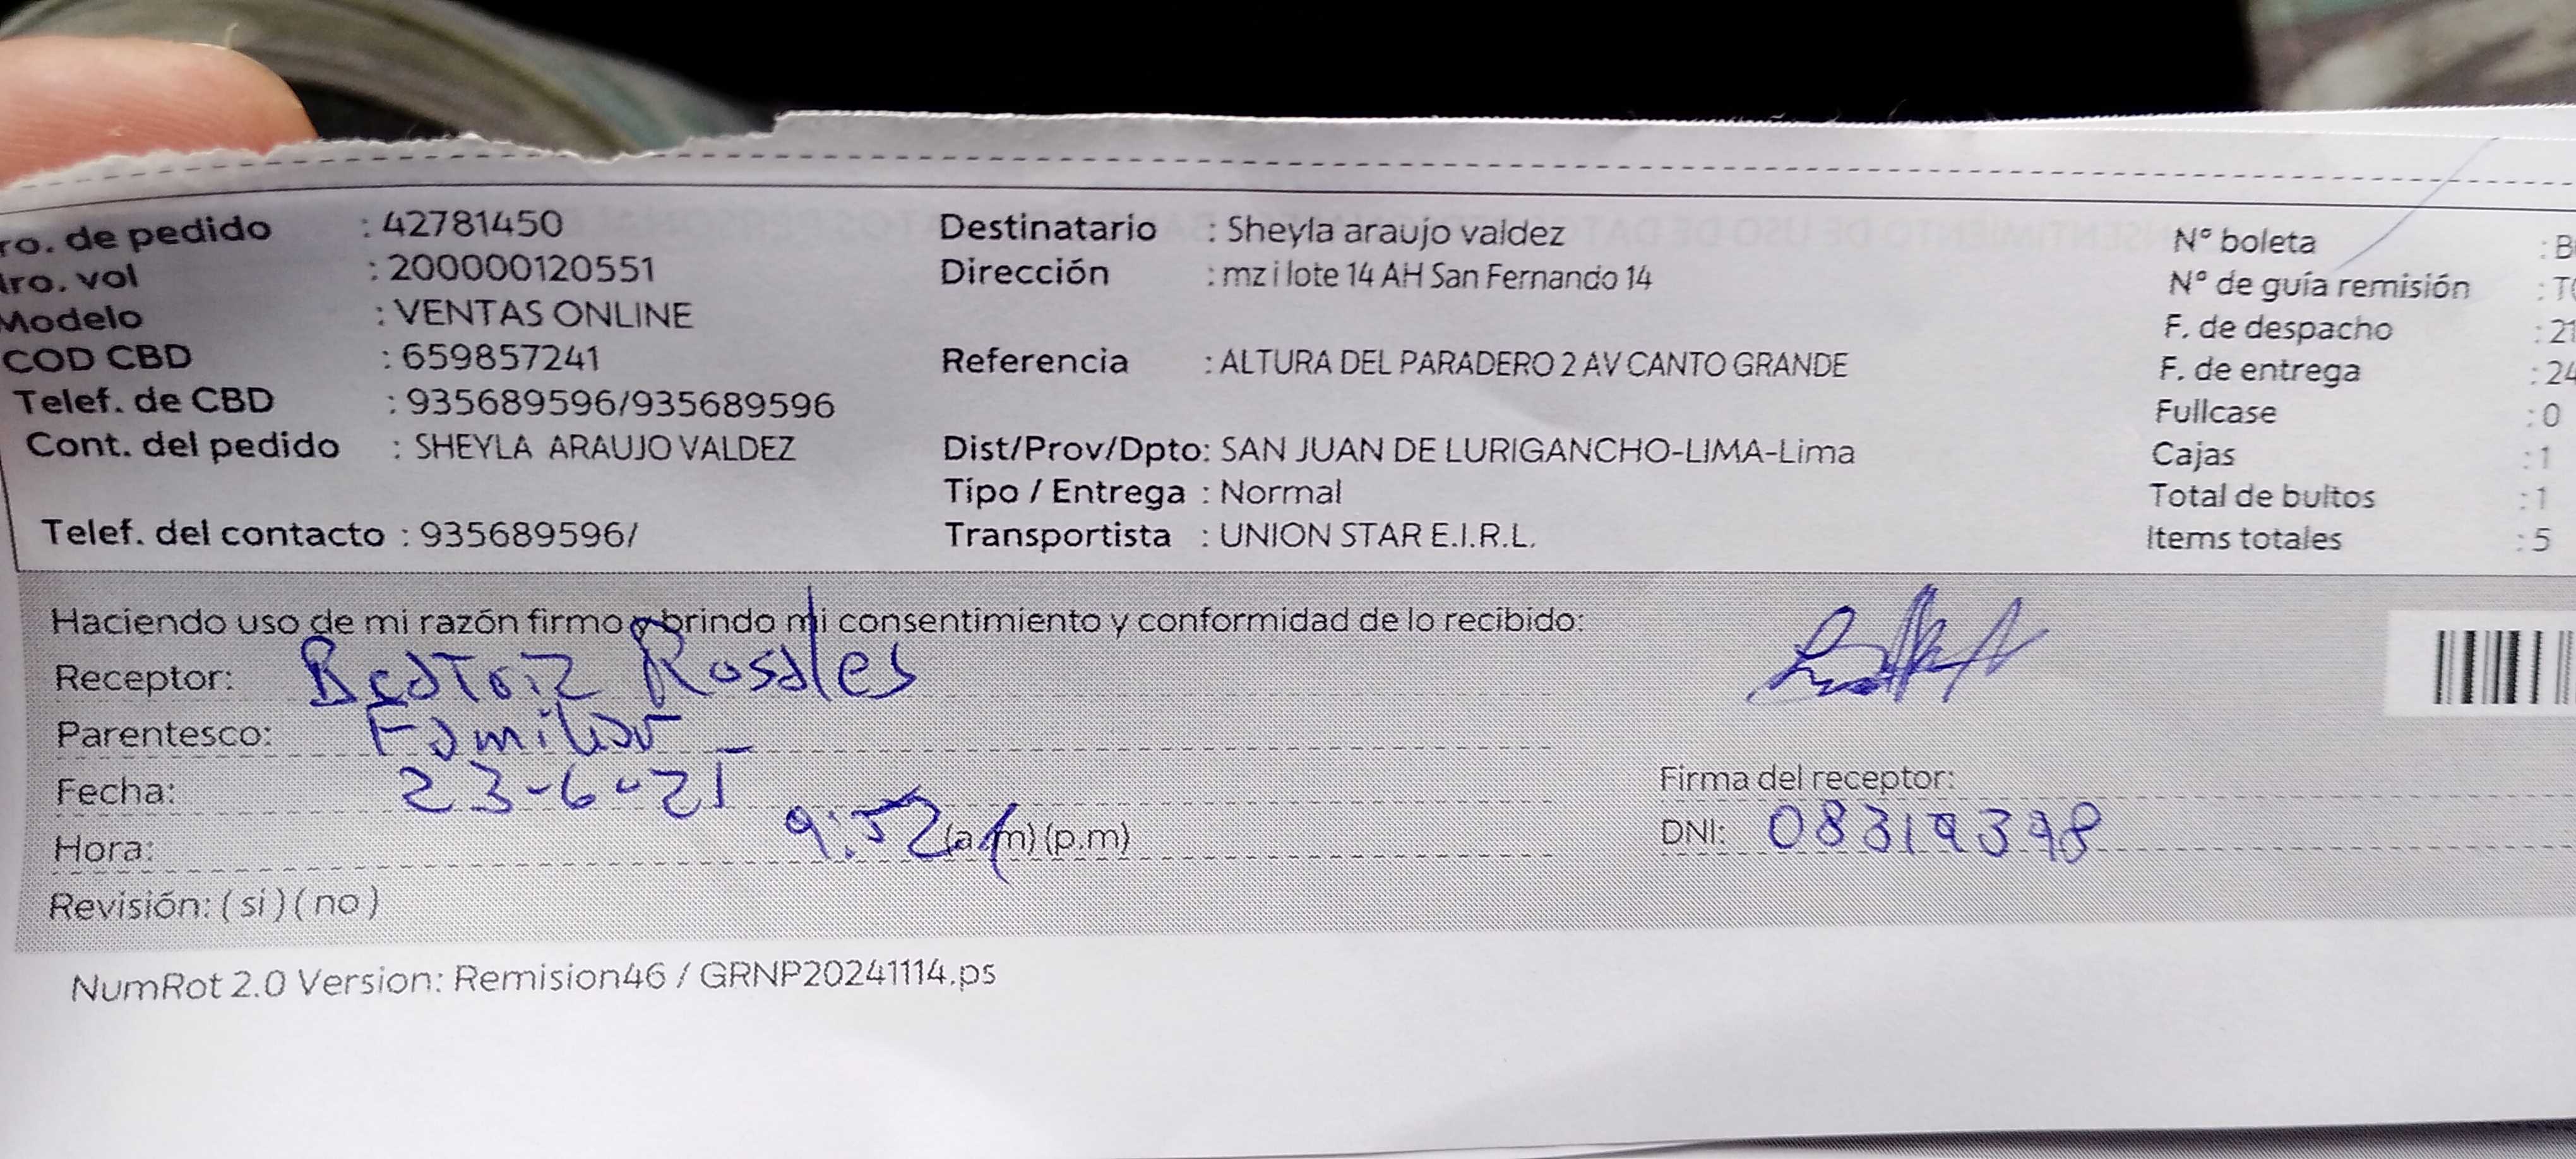 ro. de pedido : 42781450
ro. vol : 200000120551
Modelo : VENTAS ONLINE
COD CBD : 659857241
Telef. de CBD : 935689596/935689596
Cont. del pedido : SHEYLA ARAUJO VALDEZ
Telef. del contacto : 935689596/
Destinatario : Sheyla araujo valdez
Dirección : mz i lote 14 AH San Fernando 14
Referencia : ALTURA DEL PARADERO 2 AV CANTO GRANDE
Dist/Prov/Dpto: SAN JUAN DE LURIGANCHO-LIMA-Lima
Tipo / Entrega : Normal
Transportista : UNION STAR E.I.R.L.
N° boleta : B
N° de guía remisión : T
F. de despacho : 21
F. de entrega : 24
Fullcase : 0
Cajas : 1
Total de bultos : 1
Items totales : 5
Haciendo uso de mi razón firmo y brindo mi consentimiento y conformidad de lo recibido:
Receptor: Beatriz Rosales
Parentesco: Familiar
Fecha: 23-6-25
Hora: 9:52 (a.m) (p.m)
Revisión: ( si ) ( no )
Firma del receptor:
DNI: 08319398
NumRot 2.0 Version: Remision46 / GRNP20241114.ps